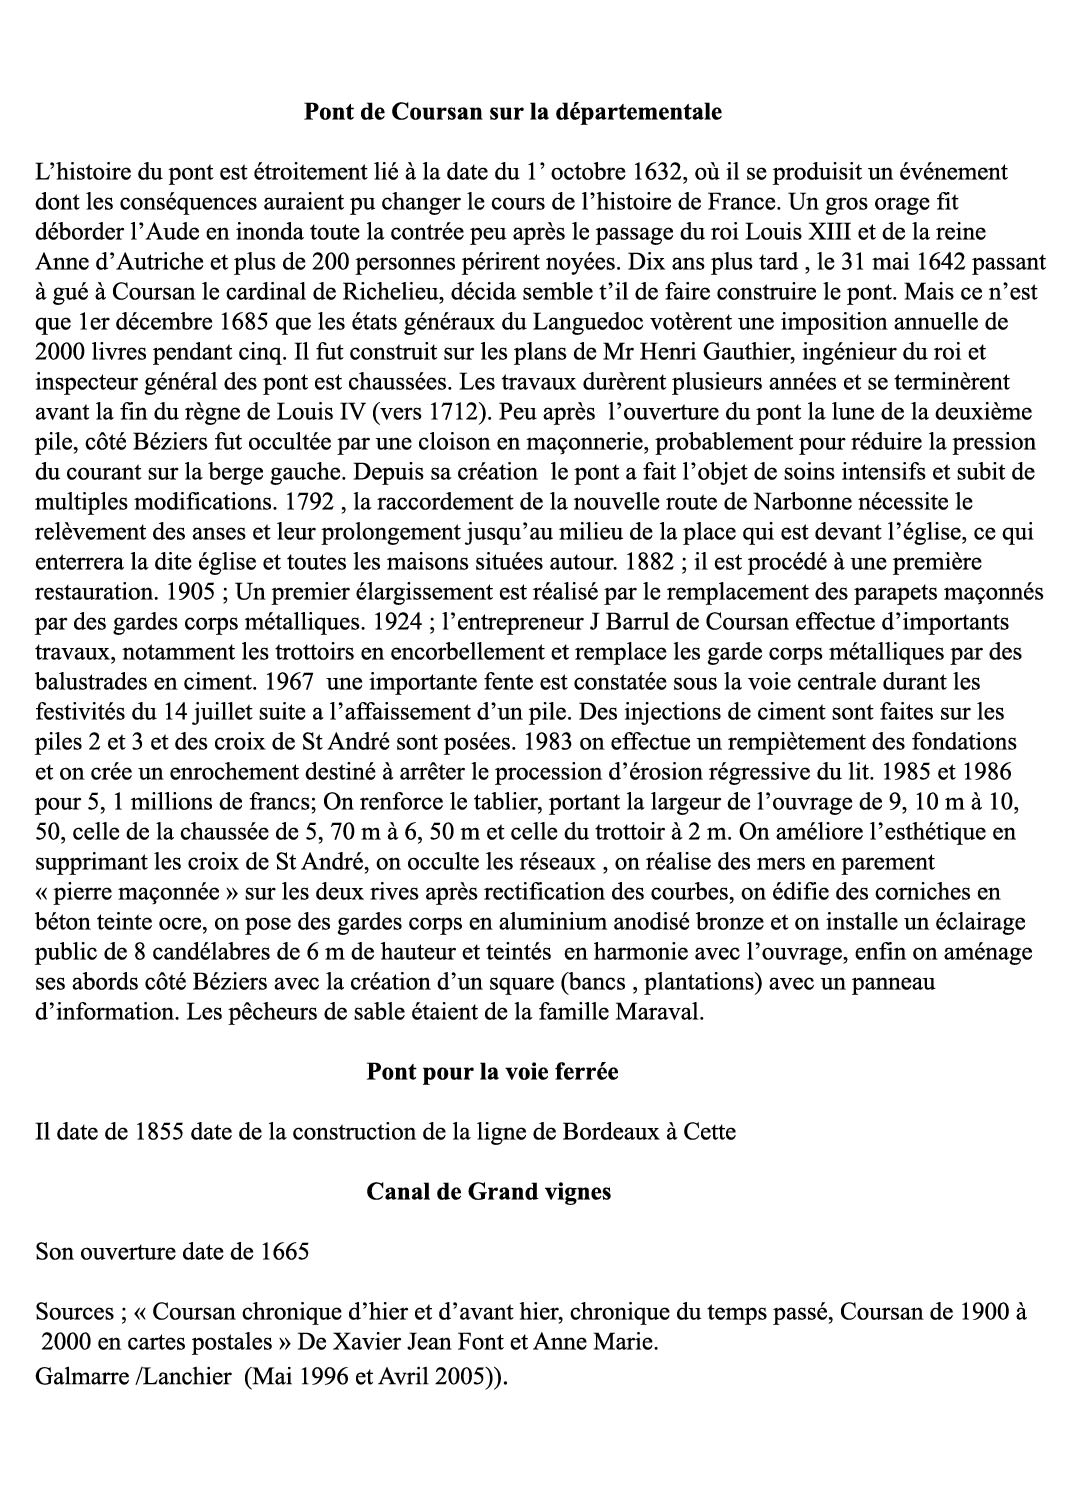 Pont de Coursan sur la départementale
L’histoire du pont est étroitement lié à la date du 1’ octobre 1632, où il se produisit un événement
dont les conséquences auraient pu changer le cours de l’histoire de France. Un gros orage fit
déborder l’Aude en inonda toute la contrée peu après le passage du roi Louis XIII et de la reine
Anne d’Autriche et plus de 200 personnes périrent noyées. Dix ans plus tard , le 31 mai 1642 passant
à gué à Coursan le cardinal de Richelieu, décida semble t’il de faire construire le pont. Mais ce n’est
que 1er décembre 1685 que les états généraux du Languedoc votèrent une imposition annuelle de
2000 livres pendant cinq. Il fut construit sur les plans de Mr Henri Gauthier, ingénieur du roi et
inspecteur général des pont est chaussées. Les travaux durèrent plusieurs années et se terminèrent
avant la fin du règne de Louis IV (vers 1712). Peu après  l’ouverture du pont la lune de la deuxième
pile, côté Béziers fut occultée par une cloison en maçonnerie, probablement pour réduire la pression
du courant sur la berge gauche. Depuis sa création  le pont a fait l’objet de soins intensifs et subit de
multiples modifications. 1792 , la raccordement de la nouvelle route de Narbonne nécessite le
relèvement des anses et leur prolongement jusqu’au milieu de la place qui est devant l’église, ce qui
enterrera la dite église et toutes les maisons situées autour. 1882 ; il est procédé à une première
restauration. 1905 ; Un premier élargissement est réalisé par le remplacement des parapets maçonnés
par des gardes corps métalliques. 1924 ; l’entrepreneur J Barrul de Coursan effectue d’importants
travaux, notamment les trottoirs en encorbellement et remplace les garde corps métalliques par des
balustrades en ciment. 1967  une importante fente est constatée sous la voie centrale durant les
festivités du 14 juillet suite a l’affaissement d’un pile. Des injections de ciment sont faites sur les
piles 2 et 3 et des croix de St André sont posées. 1983 on effectue un rempiètement des fondations
et on crée un enrochement destiné à arrêter le procession d’érosion régressive du lit. 1985 et 1986
pour 5, 1 millions de francs; On renforce le tablier, portant la largeur de l’ouvrage de 9, 10 m à 10,
50, celle de la chaussée de 5, 70 m à 6, 50 m et celle du trottoir à 2 m. On améliore l’esthétique en
supprimant les croix de St André, on occulte les réseaux , on réalise des mers en parement
« pierre maçonnée » sur les deux rives après rectification des courbes, on édifie des corniches en
béton teinte ocre, on pose des gardes corps en aluminium anodisé bronze et on installe un éclairage
public de 8 candélabres de 6 m de hauteur et teintés  en harmonie avec l’ouvrage, enfin on aménage
ses abords côté Béziers avec la création d’un square (bancs , plantations) avec un panneau
d’information. Les pêcheurs de sable étaient de la famille Maraval.
Pont pour la voie ferrée
Il date de 1855 date de la construction de la ligne de Bordeaux à Cette
Canal de Grand vignes
Son ouverture date de 1665
Sources ; « Coursan chronique d’hier et d’avant hier, chronique du temps passé, Coursan de 1900 à
2000 en cartes postales » De Xavier Jean Font et Anne Marie.
Galmarre /Lanchier  (Mai 1996 et Avril 2005)).